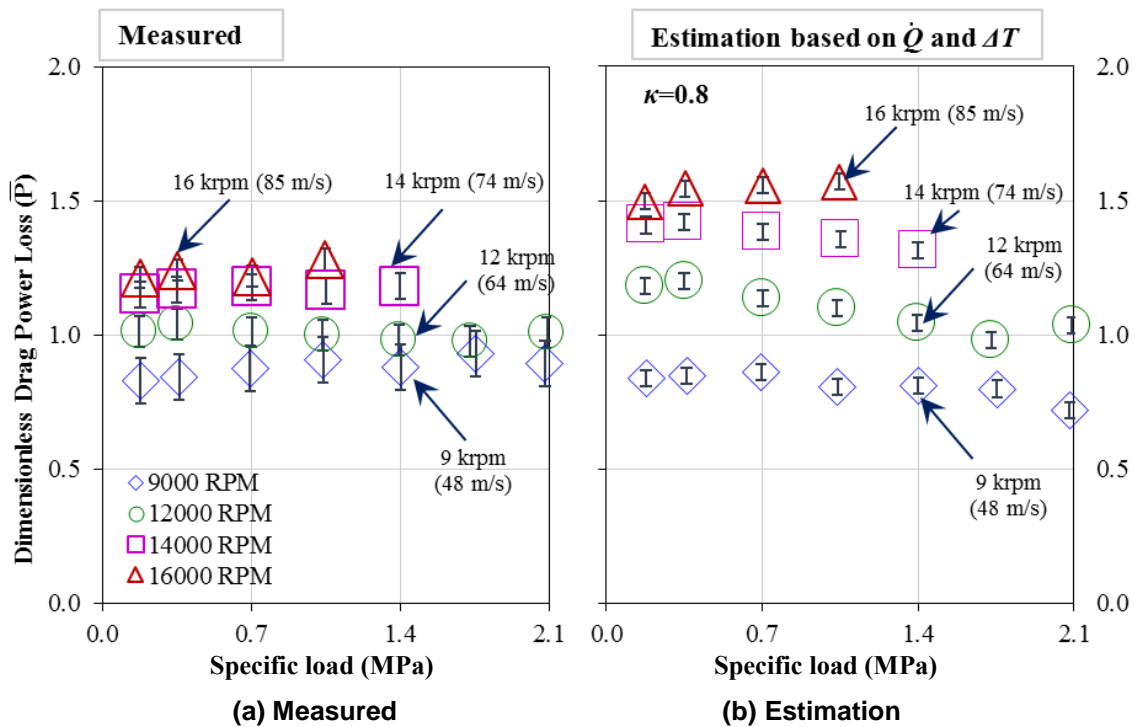 Measured
2.0
1.5
1.0
0.5
0.0
Dimensionless Drag Power Loss (P̅)
16 krpm (85 m/s)
14 krpm (74 m/s)
12 krpm
(64 m/s)
9 krpm
(48 m/s)
9000 RPM
12000 RPM
14000 RPM
16000 RPM
0.0 0.7 1.4 2.1
Specific load (MPa)
(a) Measured
Estimation based on Q̇ and ΔT
κ=0.8
16 krpm (85 m/s)
14 krpm (74 m/s)
12 krpm
(64 m/s)
9 krpm
(48 m/s)
2.0
1.5
1.0
0.5
0.0
0.0 0.7 1.4 2.1
Specific load (MPa)
(b) Estimation